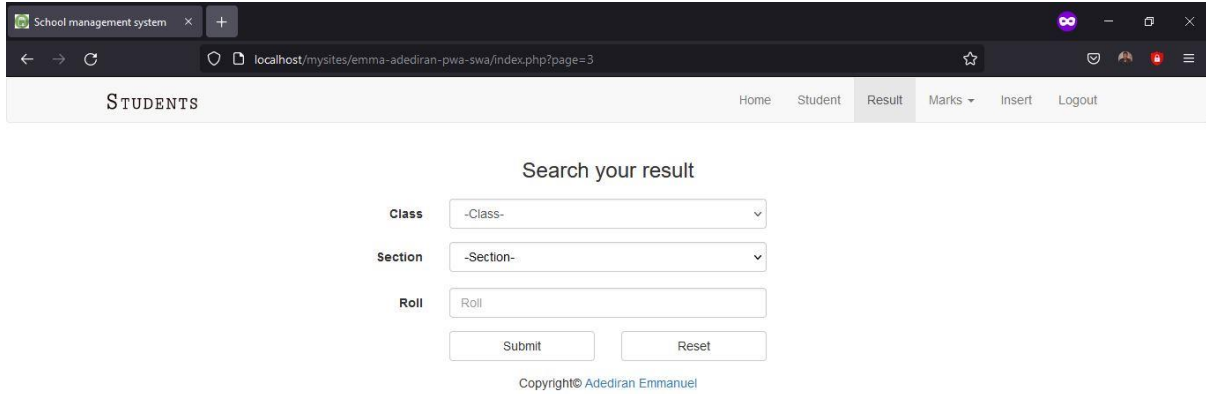 School management system
localhost/mysites/emma-adediran-pwa-swa/index.php?page=3
STUDENTS Home Student Result Marks Insert Logout
Search your result
Class -Class-
Section -Section-
Roll Roll
Submit Reset
Copyright© Adediran Emmanuel